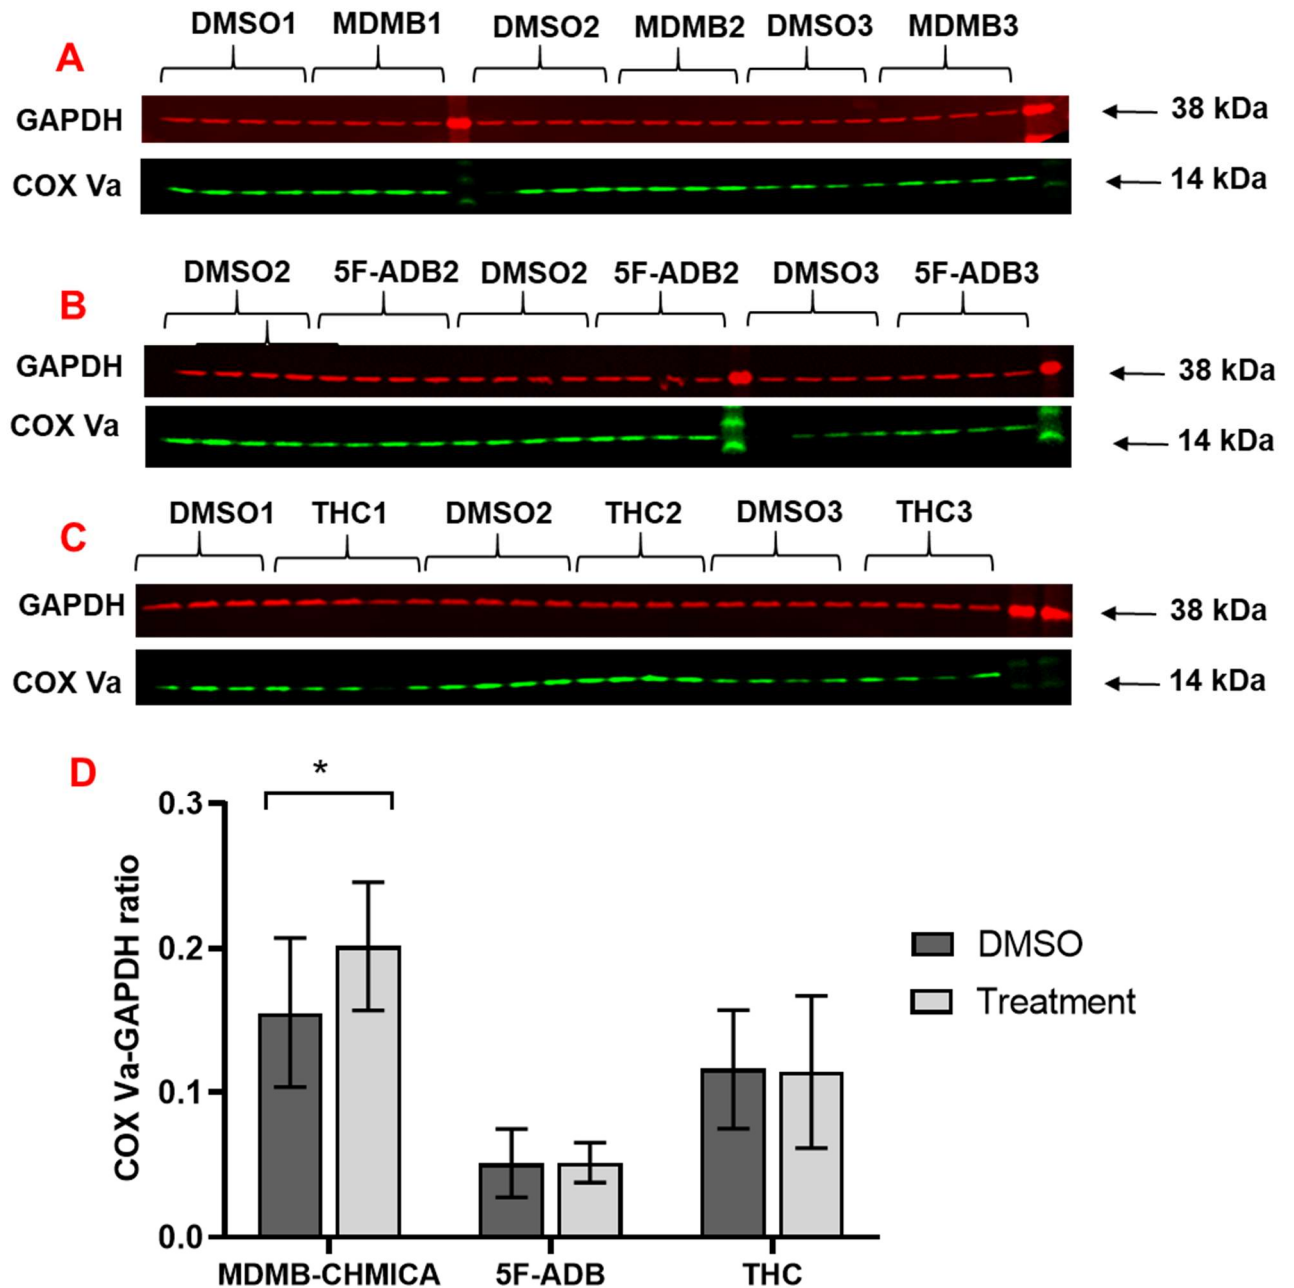 A
DMSO1 MDMB1 DMSO2 MDMB2 DMSO3 MDMB3
GAPDH 38 kDa
COX Va 14 kDa
B
DMSO2 5F-ADB2 DMSO2 5F-ADB2 DMSO3 5F-ADB3
GAPDH 38 kDa
COX Va 14 kDa
C
DMSO1 THC1 DMSO2 THC2 DMSO3 THC3
GAPDH 38 kDa
COX Va 14 kDa
D
*
0.3
0.2
0.1
0.0
COX Va-GAPDH ratio
DMSO
Treatment
MDMB-CHMICA 5F-ADB THC